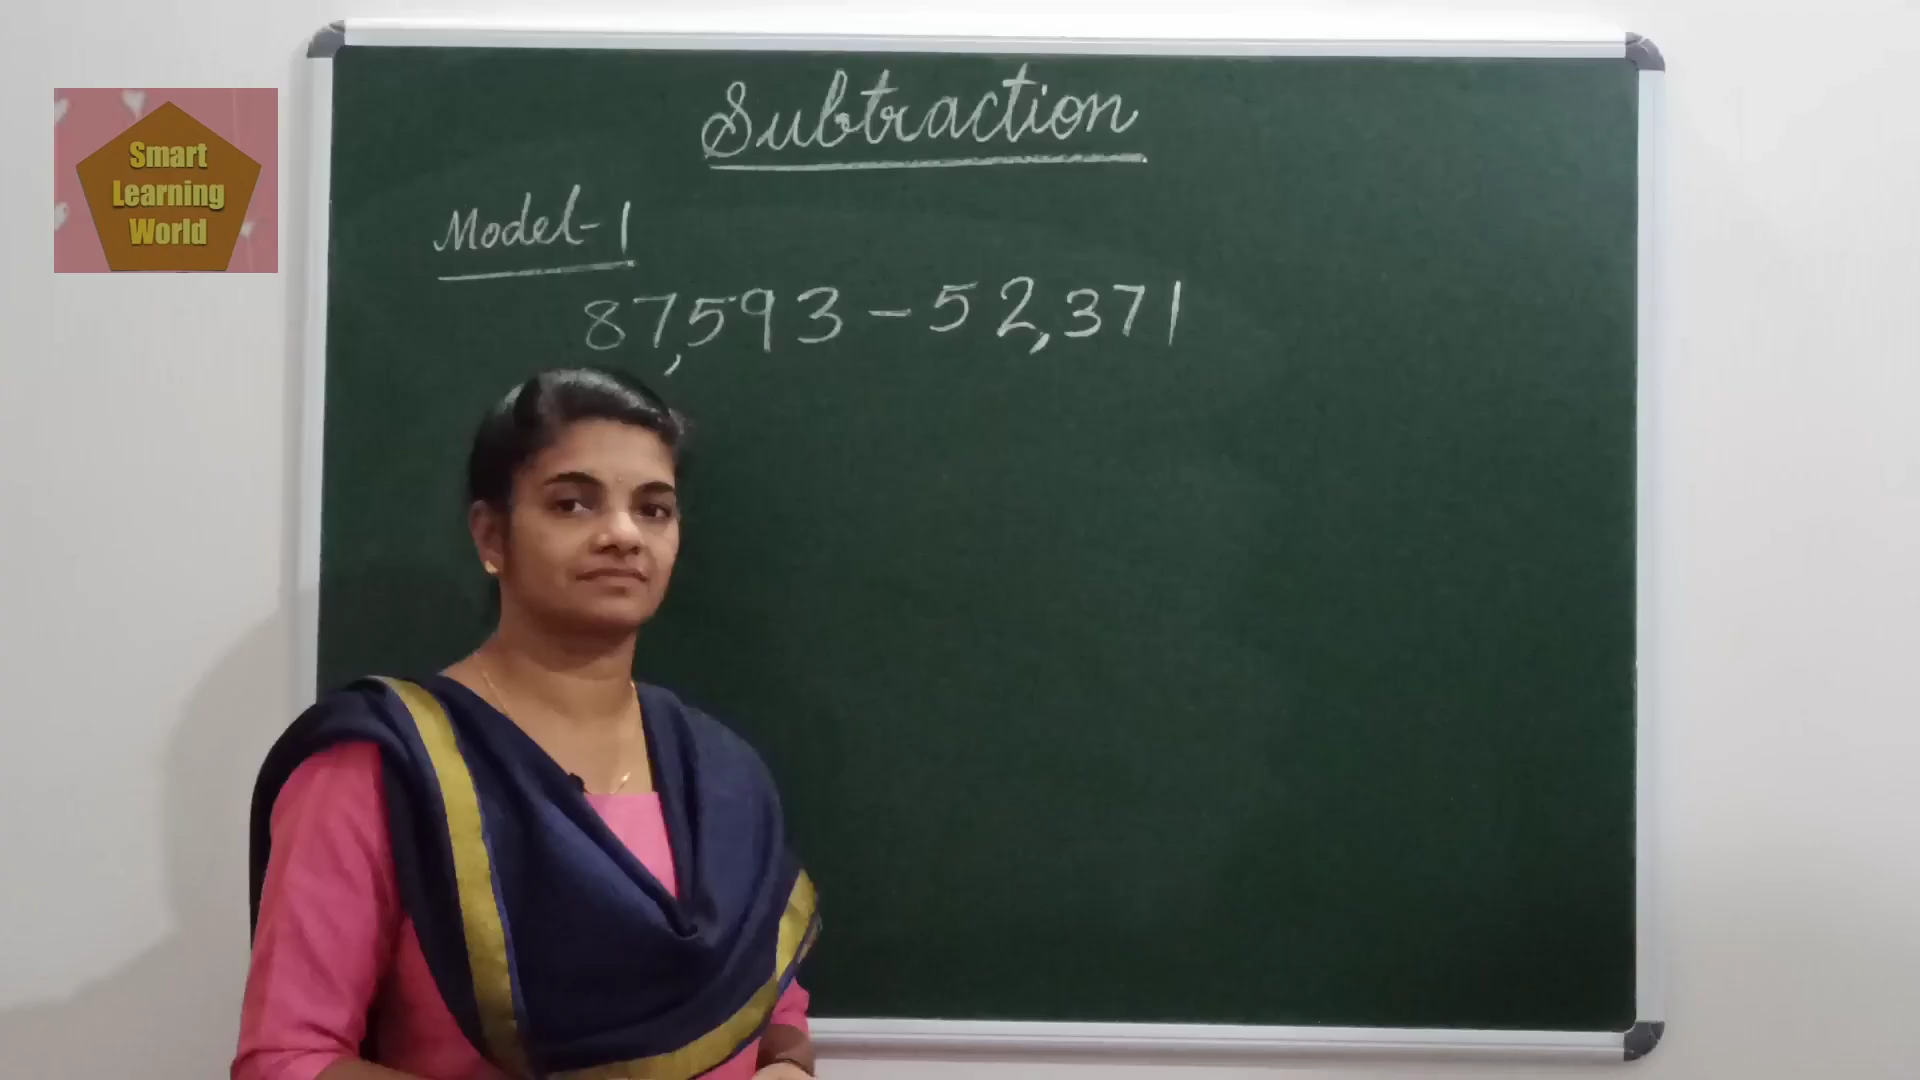 Smart
Learning
World
Subtraction
Model-1
87,593 - 52,371